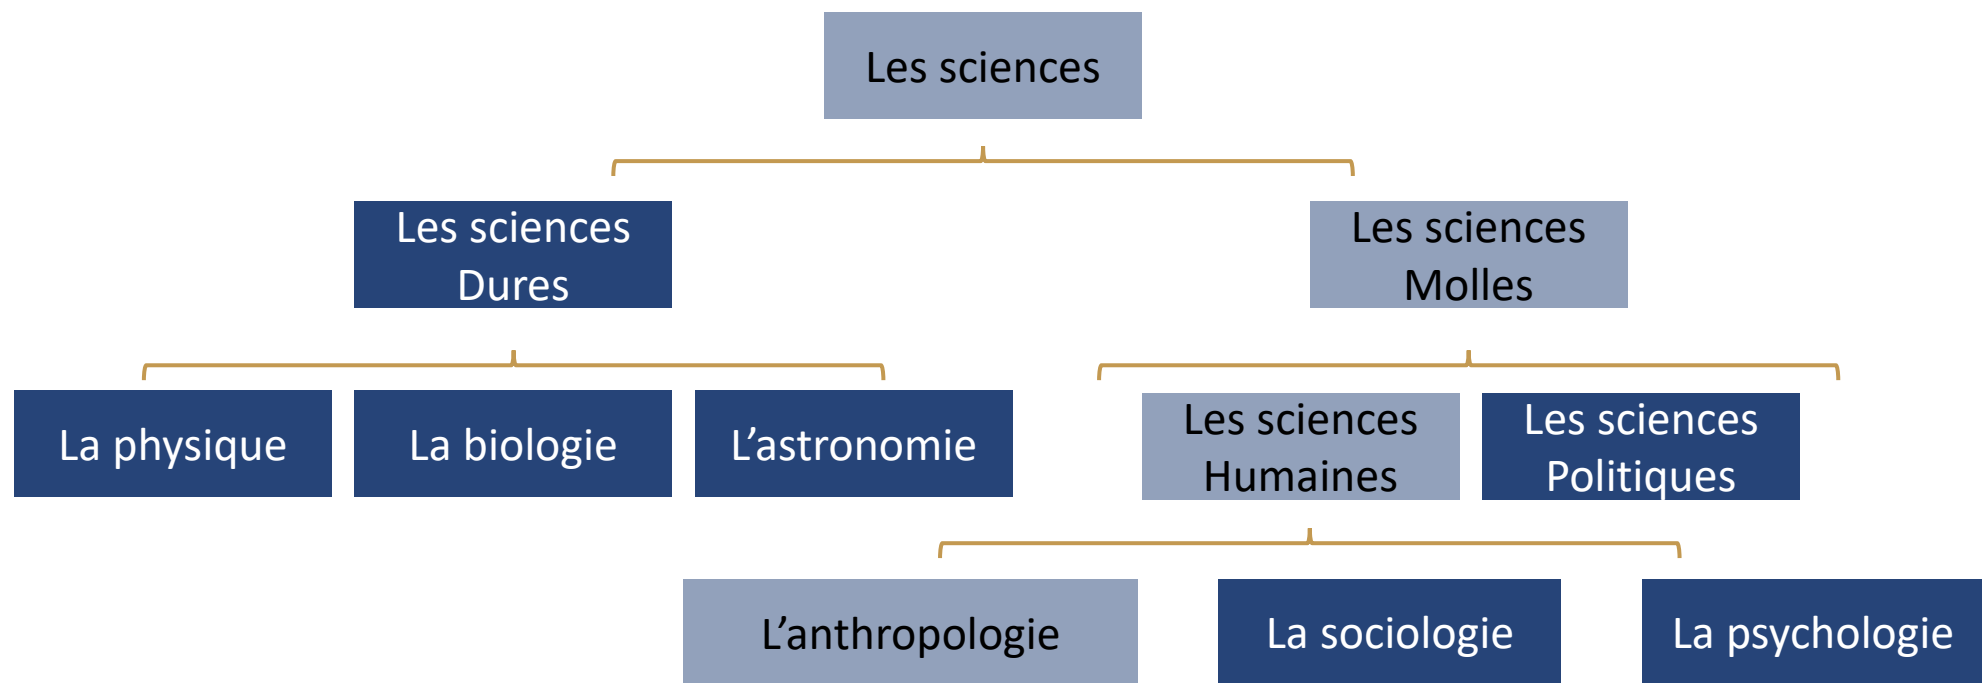 Les sciences
Les sciences
Dures
Les sciences
Molles
La physique
La biologie
L’astronomie
Les sciences
Humaines
Les sciences
Politiques
L’anthropologie
La sociologie
La psychologie